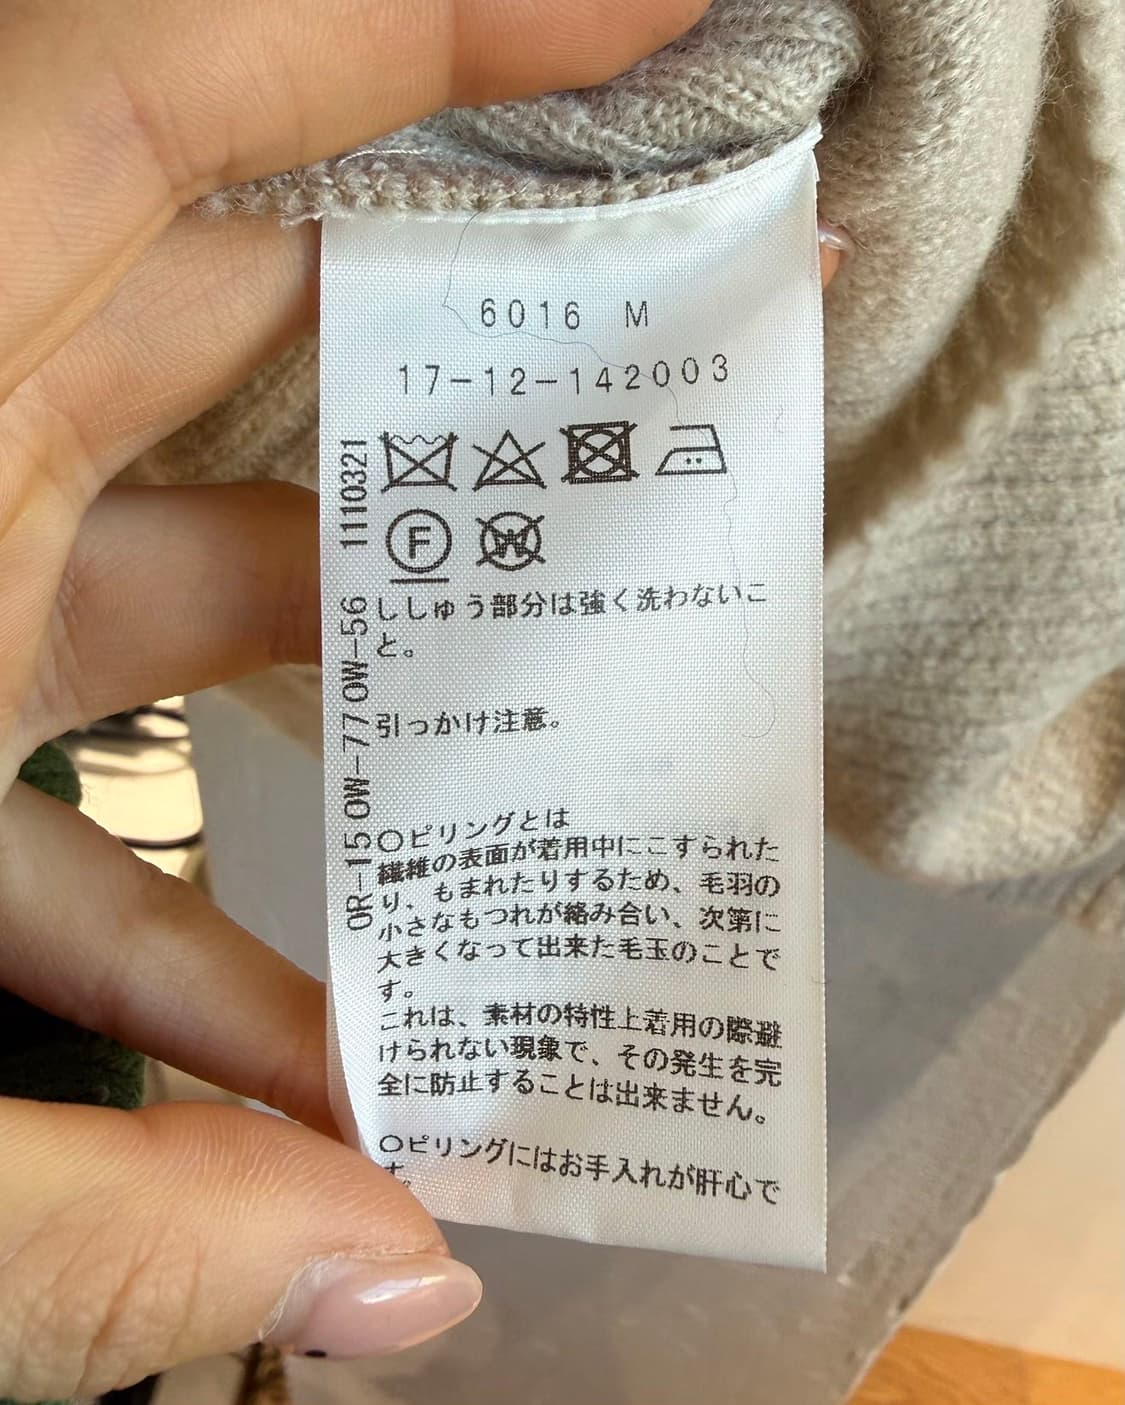 6016 M
17-12-142003
F
W
ししゅう部分は強く洗わないこ
と。
引っかけ注意。
○ピリングとは
繊維の表面が着用中にこすられた
り、もまれたりするため、毛羽の
小さなもつれが絡み合い、次第に
大きくなって出来た毛玉のことで
す。
これは、素材の特性上着用の際避
けられない現象で、その発生を完
全に防止することは出来ません。
○ピリングにはお手入れが肝心で
す。
OR-15 OW-77 OW-56 1110321